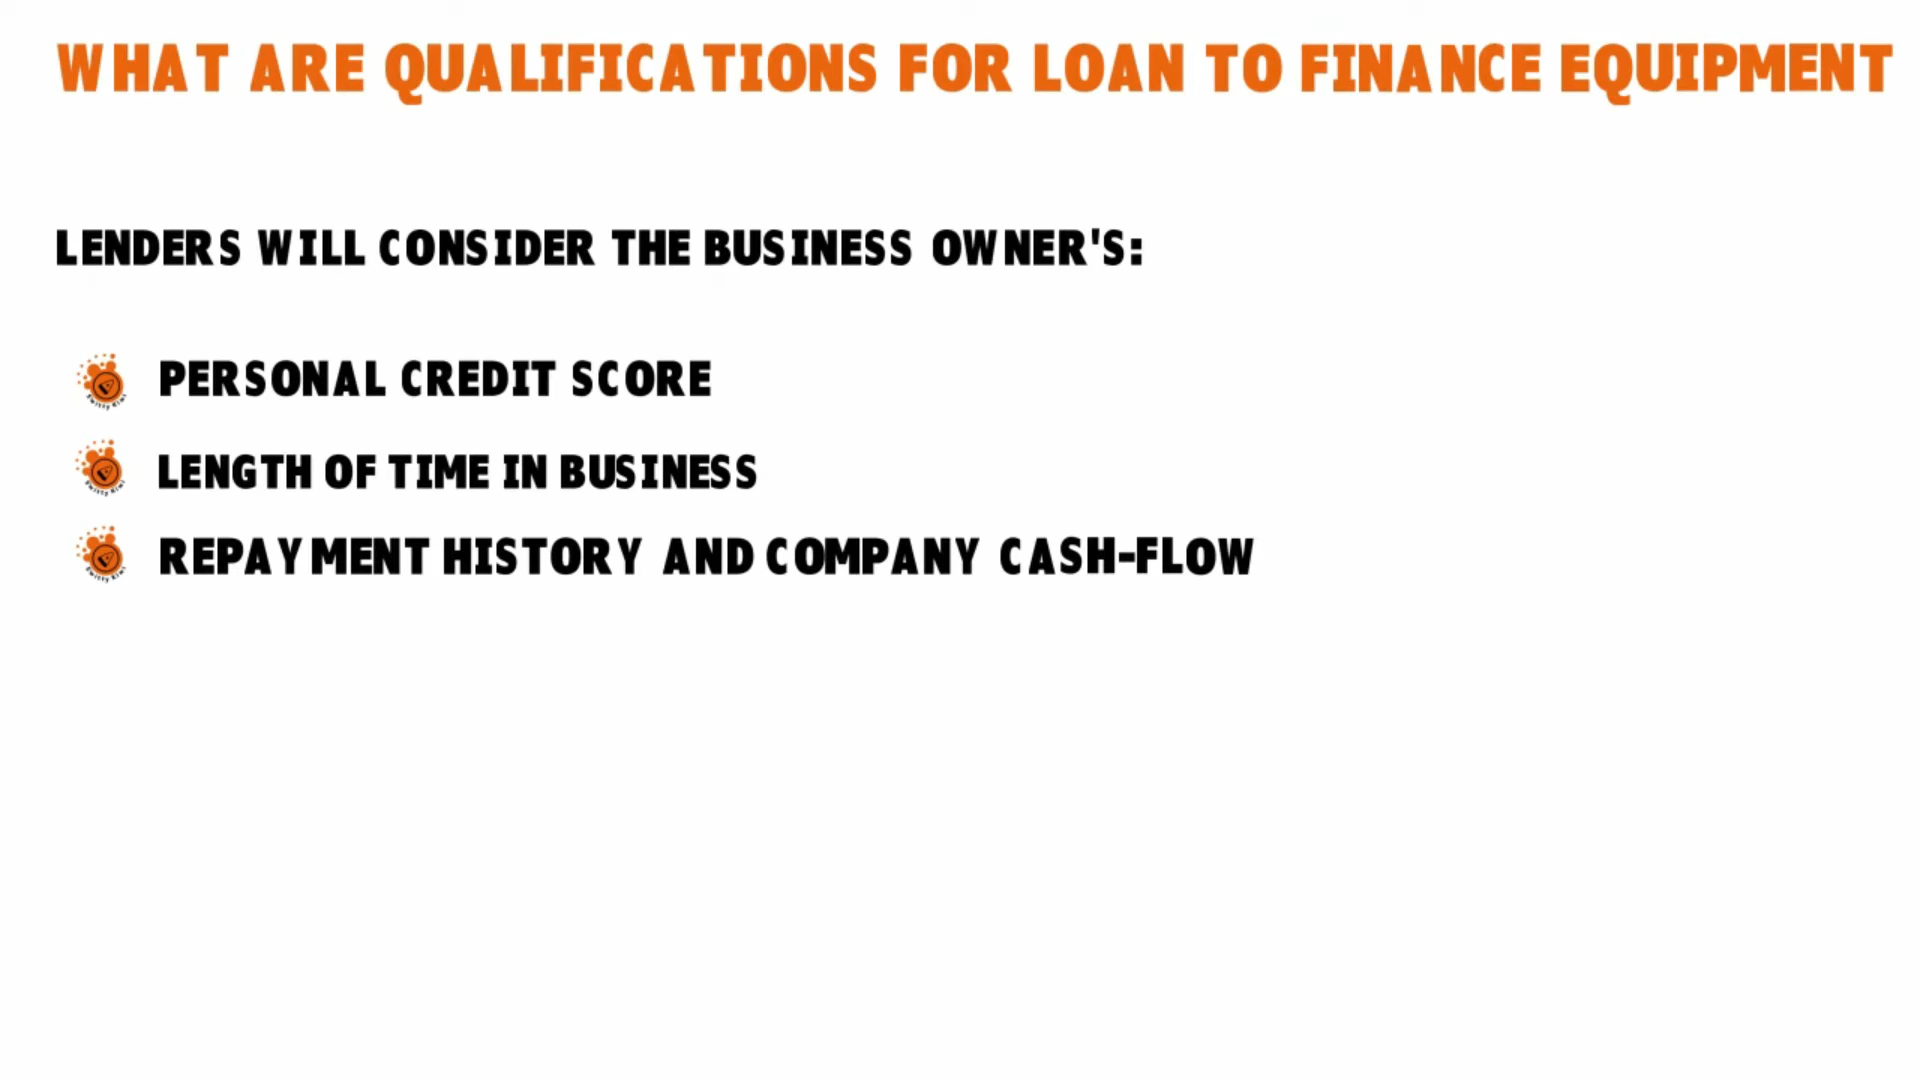 WHAT ARE QUALIFICATIONS FOR LOAN TO FINANCE EQUIPMENT
LENDERS WILL CONSIDER THE BUSINESS OWNER'S:
PERSONAL CREDIT SCORE
LENGTH OF TIME IN BUSINESS
REPAYMENT HISTORY AND COMPANY CASH-FLOW